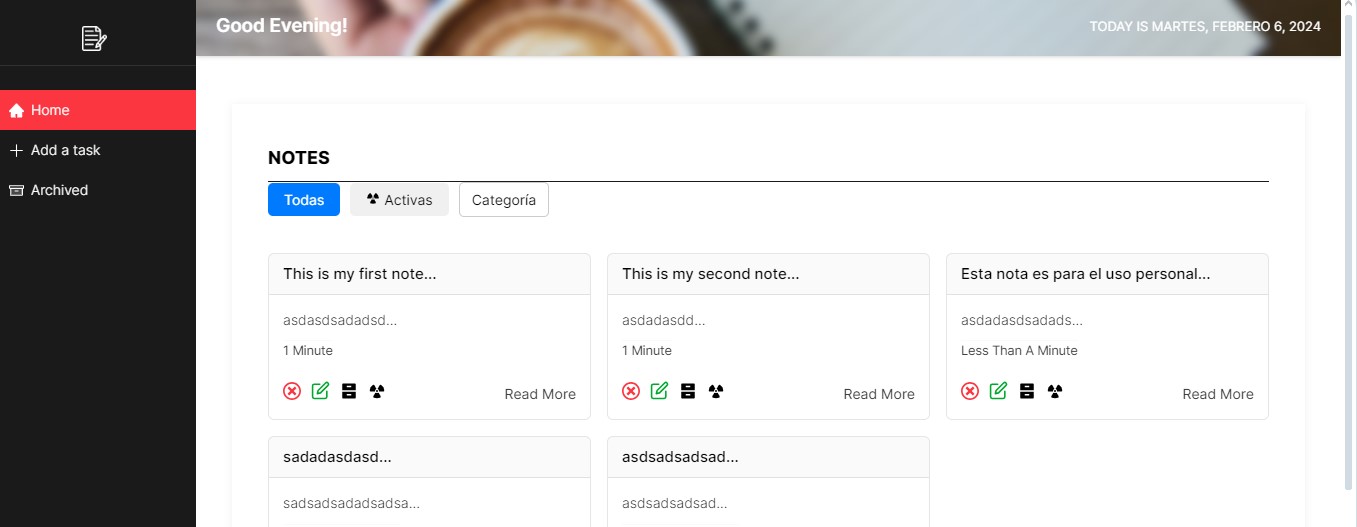 Good Evening!
TODAY IS MARTES, FEBRERO 6, 2024
Home
Add a task
Archived
NOTES
Todas
Activas
Categoría
This is my first note...
asdasdsadadsd...
1 Minute
Read More
This is my second note...
asdadasdd...
1 Minute
Read More
Esta nota es para el uso personal...
asdadasdsadads...
Less Than A Minute
Read More
sadadasdasd...
sadsadsadadsadsa...
asdsadsadsad...
asdsadsadsad...